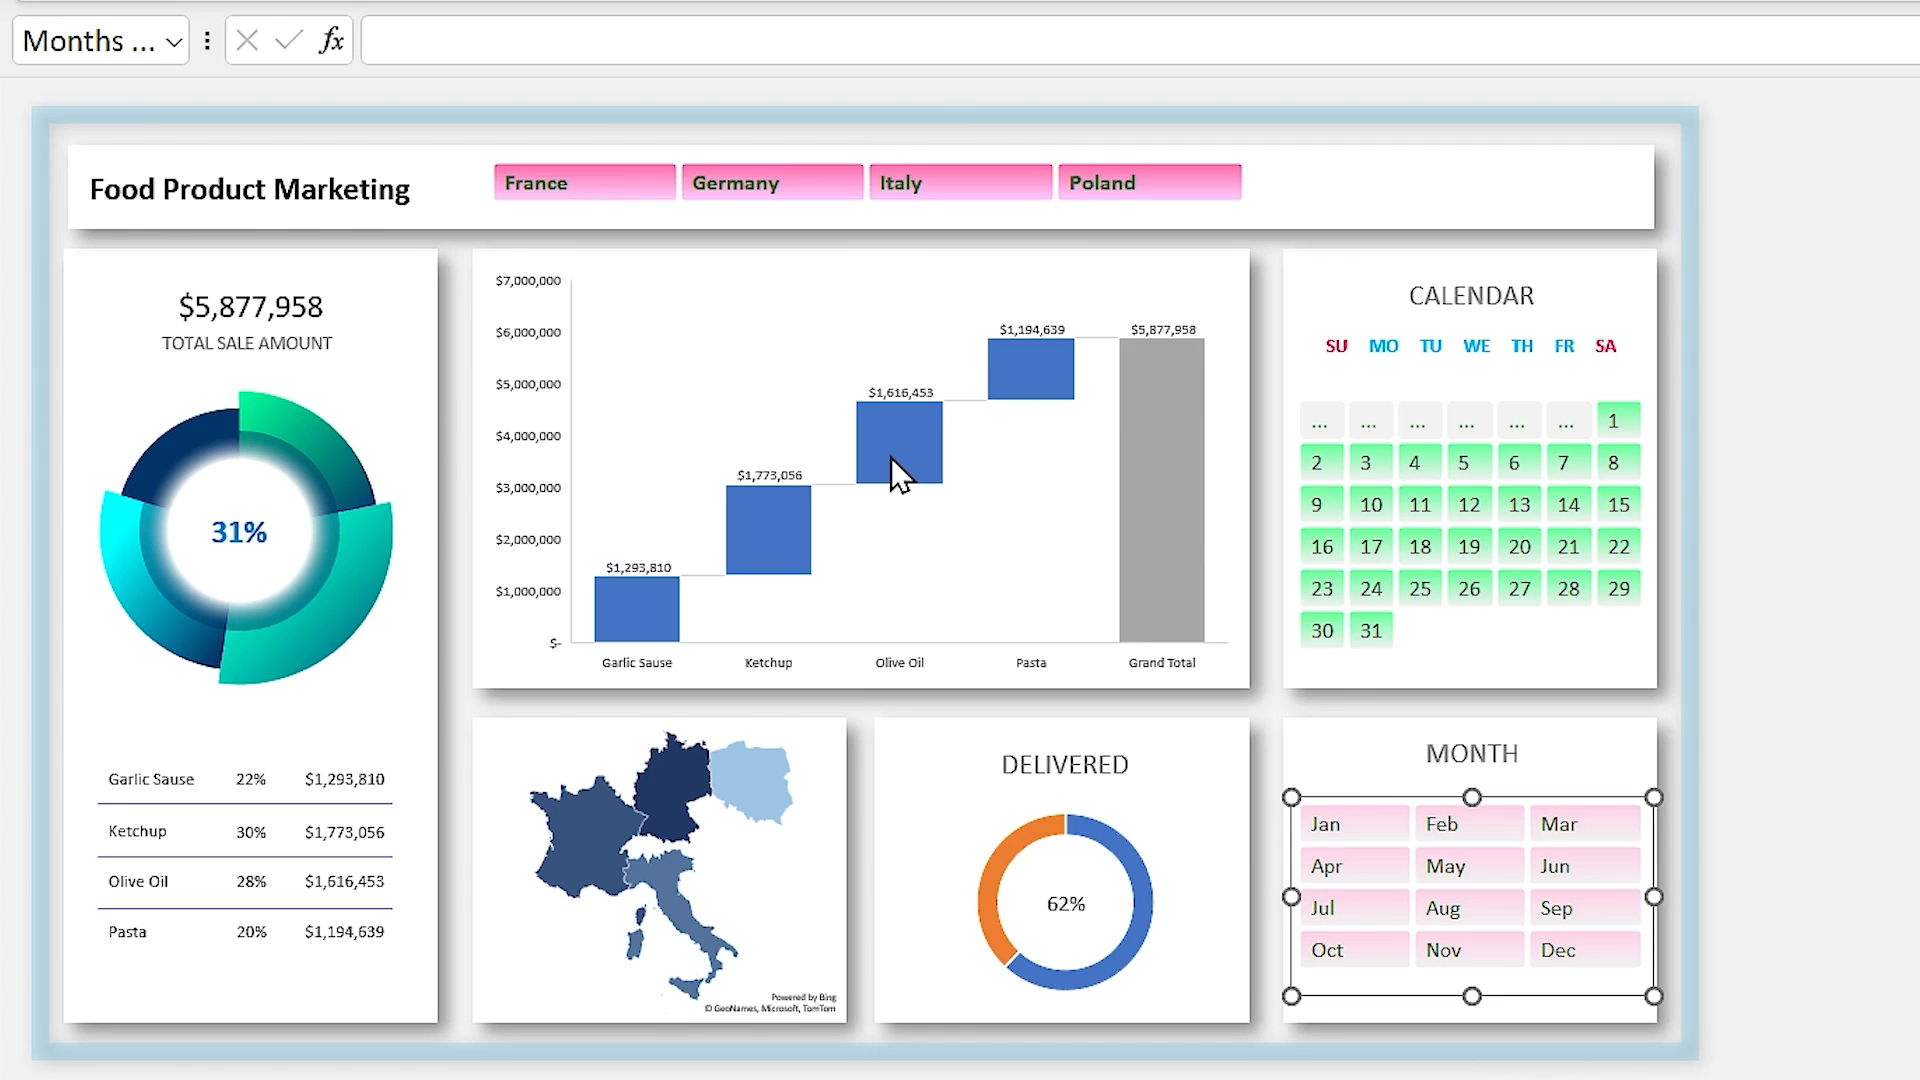 Months ...
fx
Food Product Marketing
France Germany Italy Poland
$5,877,958
TOTAL SALE AMOUNT
31%
Garlic Sause 22% $1,293,810
Ketchup 30% $1,773,056
Olive Oil 28% $1,616,453
Pasta 20% $1,194,639
$7,000,000
$6,000,000
$5,000,000
$4,000,000
$3,000,000
$2,000,000
$1,000,000
$-
$1,293,810
$1,773,056
$1,616,453
$1,194,639
$5,877,958
Garlic Sause Ketchup Olive Oil Pasta Grand Total
CALENDAR
SU MO TU WE TH FR SA
... ... ... ... ... ... 1
2 3 4 5 6 7 8
9 10 11 12 13 14 15
16 17 18 19 20 21 22
23 24 25 26 27 28 29
30 31
Powered by Bing
© GeoNames, Microsoft, TomTom
DELIVERED
62%
MONTH
Jan Feb Mar
Apr May Jun
Jul Aug Sep
Oct Nov Dec